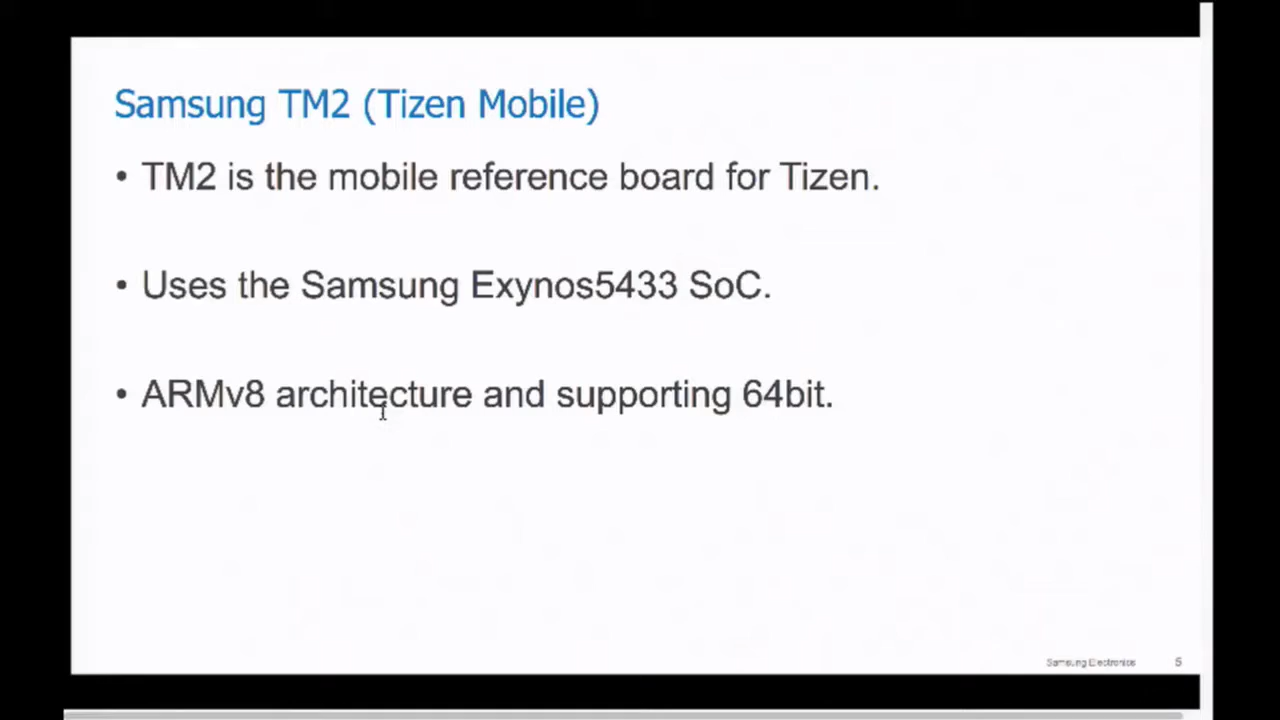 Samsung TM2 (Tizen Mobile)
• TM2 is the mobile reference board for Tizen.
• Uses the Samsung Exynos5433 SoC.
• ARMv8 architecture and supporting 64bit.
Samsung Electronics 5